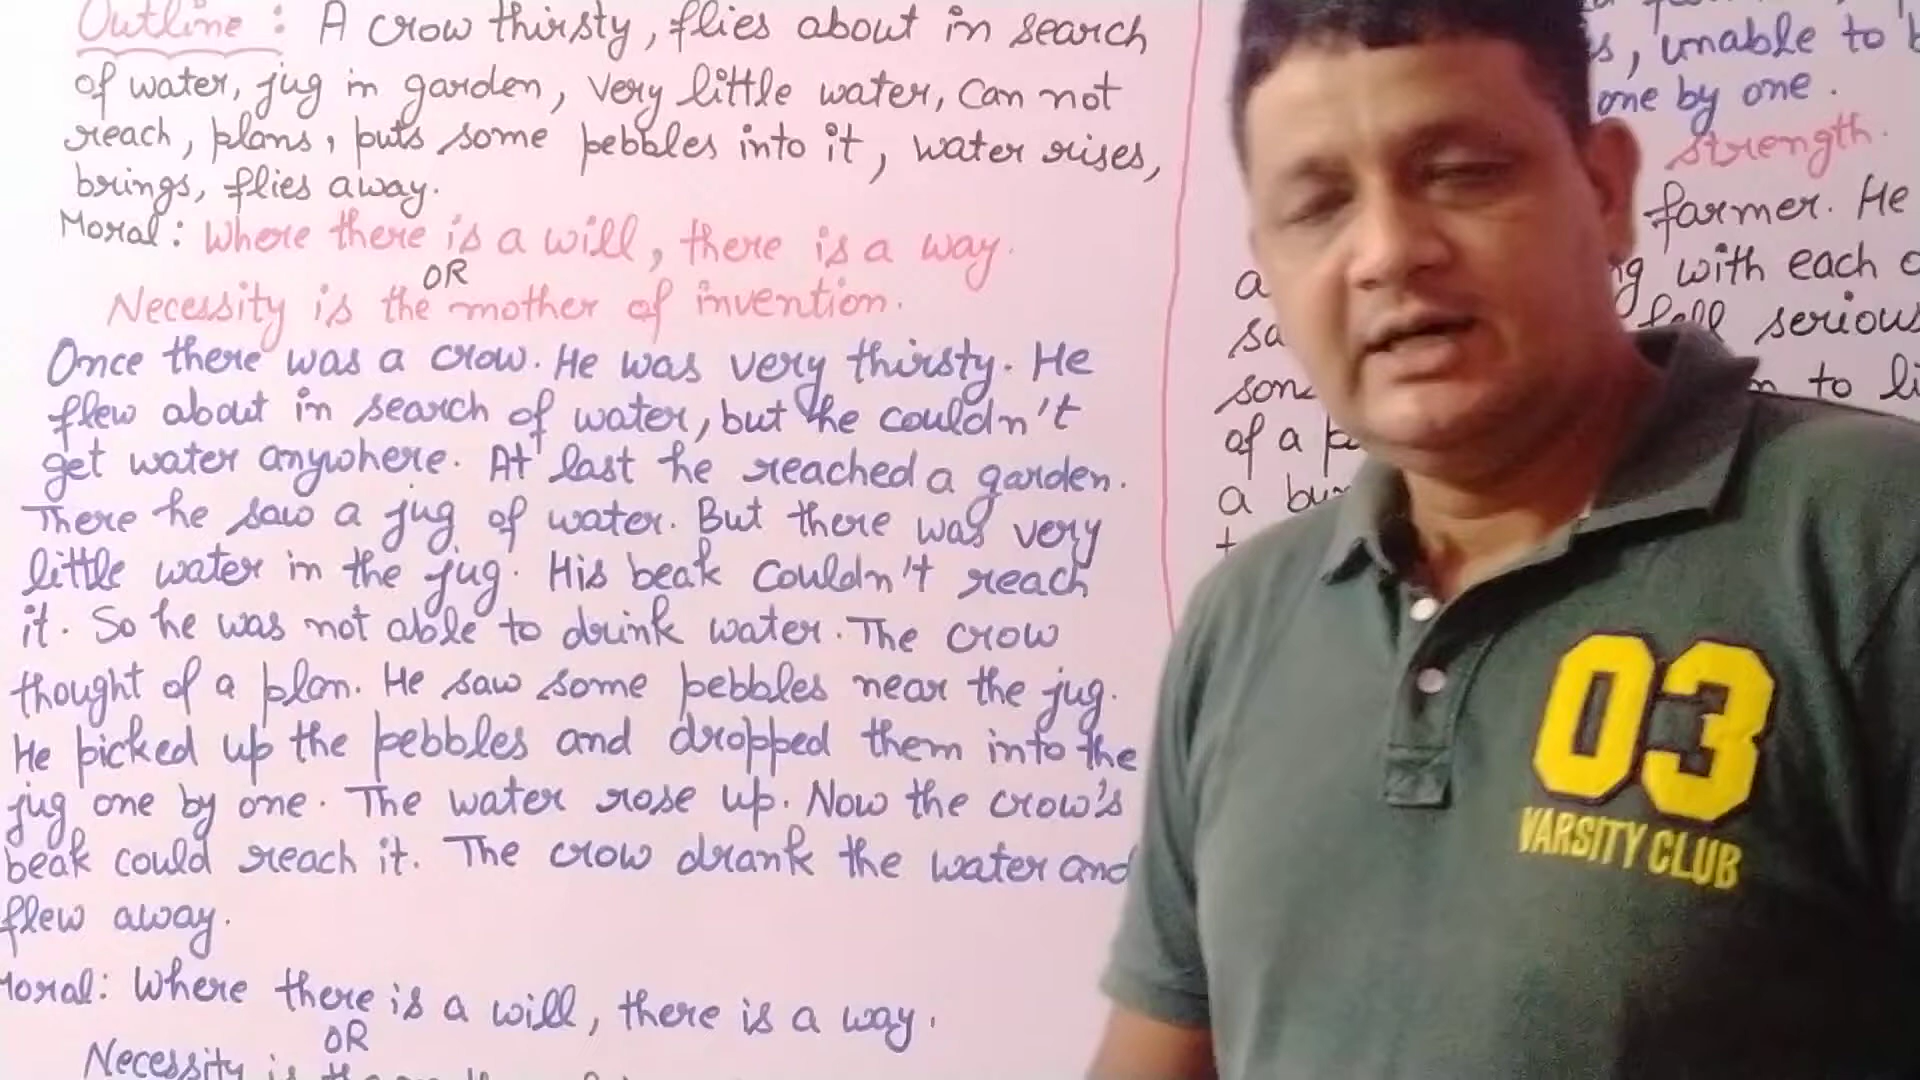 Outline : A crow thirsty, flies about in search
of water, jug in garden, very little water, can not
reach, plans, puts some pebbles into it, water rises,
brings, flies away.
Moral : Where there is a will, there is a way.
OR
Necessity is the mother of invention.
Once there was a crow. He was very thirsty. He
flew about in search of water, but he couldn't
get water anywhere. At last he reached a garden.
There he saw a jug of water. But there was very
little water in the jug. His beak couldn't reach
it. So he was not able to drink water. The crow
thought of a plan. He saw some pebbles near the jug.
He picked up the pebbles and dropped them into the
jug one by one. The water rose up. Now the crow's
beak could reach it. The crow drank the water and
flew away.
Moral : Where there is a will, there is a way.
OR
Necessity is
unable to
one by one.
strength.
farmer. He
with each
fell serious
to
of a
a
03
VARSITY CLUB